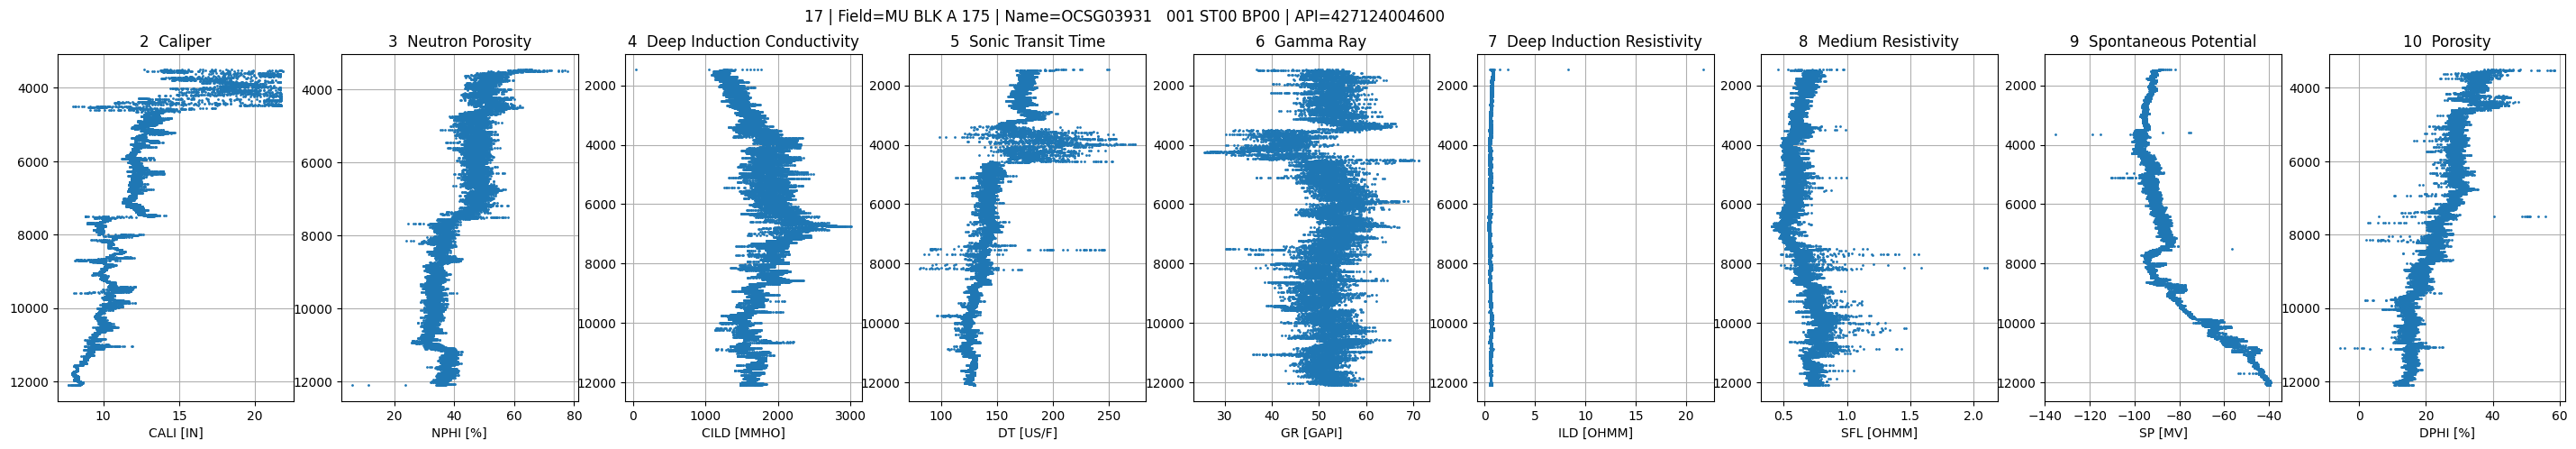 17 | Field=MU BLK A 175 | Name=OCSG03931   001 ST00 BP00 | API=427124004600
2  Caliper
3  Neutron Porosity
4  Deep Induction Conductivity
5  Sonic Transit Time
6  Gamma Ray
7  Deep Induction Resistivity
8  Medium Resistivity
9  Spontaneous Potential
10  Porosity
4000
6000
8000
10000
12000
10 15 20
CALI [IN]
4000
6000
8000
10000
12000
20 40 60 80
NPHI [%]
2000
4000
6000
8000
10000
12000
0 1000 2000 3000
CILD [MMHO]
2000
4000
6000
8000
10000
12000
100 150 200 250
DT [US/F]
2000
4000
6000
8000
10000
12000
30 40 50 60 70
GR [GAPI]
2000
4000
6000
8000
10000
12000
0 5 10 15 20
ILD [OHMM]
2000
4000
6000
8000
10000
12000
0.5 1.0 1.5 2.0
SFL [OHMM]
2000
4000
6000
8000
10000
12000
−140 −120 −100 −80 −60 −40
SP [MV]
4000
6000
8000
10000
12000
0 20 40 60
DPHI [%]